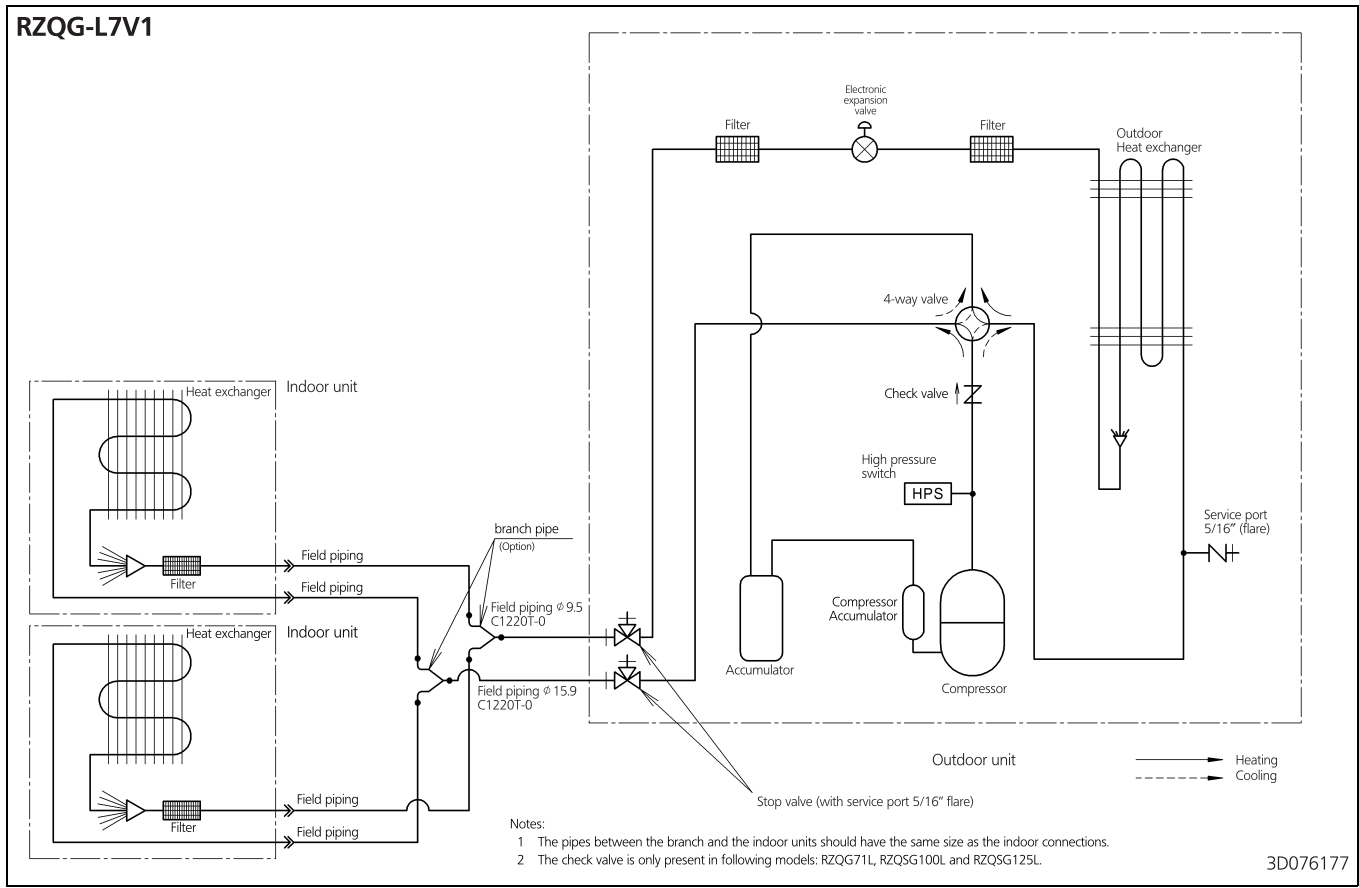 RZQG-L7V1
Electronic
expansion
valve
Filter
Filter
Outdoor
Heat exchanger
4-way valve
Check valve
High pressure
switch
HPS
Service port
5/16" (flare)
Heat exchanger
Indoor unit
branch pipe
(Option)
Field piping
Filter
Field piping
Field piping ∅ 9.5
C1220T-0
Compressor
Accumulator
Heat exchanger
Indoor unit
Accumulator
Compressor
Field piping ∅ 15.9
C1220T-0
Outdoor unit
Heating
Cooling
Field piping
Filter
Field piping
Stop valve (with service port 5/16" flare)
Notes:
1 The pipes between the branch and the indoor units should have the same size as the indoor connections.
2 The check valve is only present in following models: RZQG71L, RZQSG100L and RZQSG125L.
3D076177